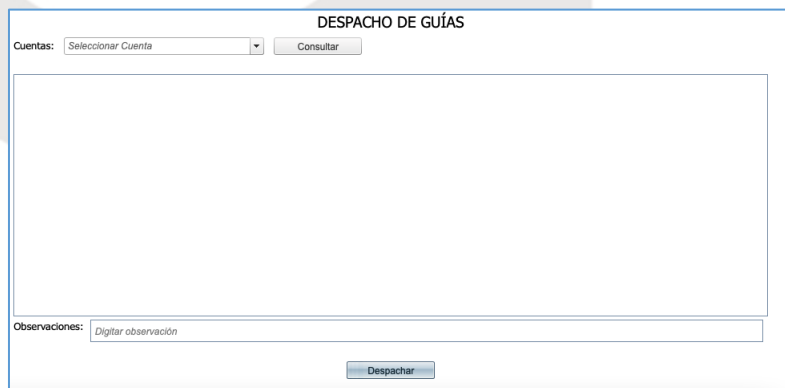 DESPACHO DE GUÍAS
Cuentas: Seleccionar Cuenta Consultar
Observaciones: Digitar observación
Despachar